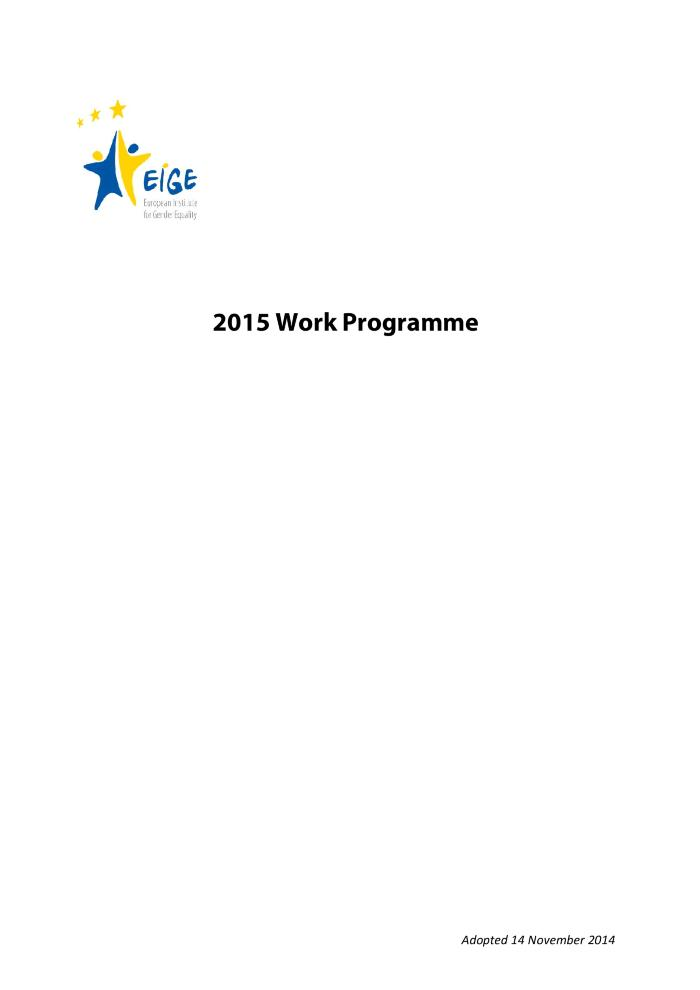 EIGE
European Institute
for Gender Equality
2015 Work Programme
Adopted 14 November 2014